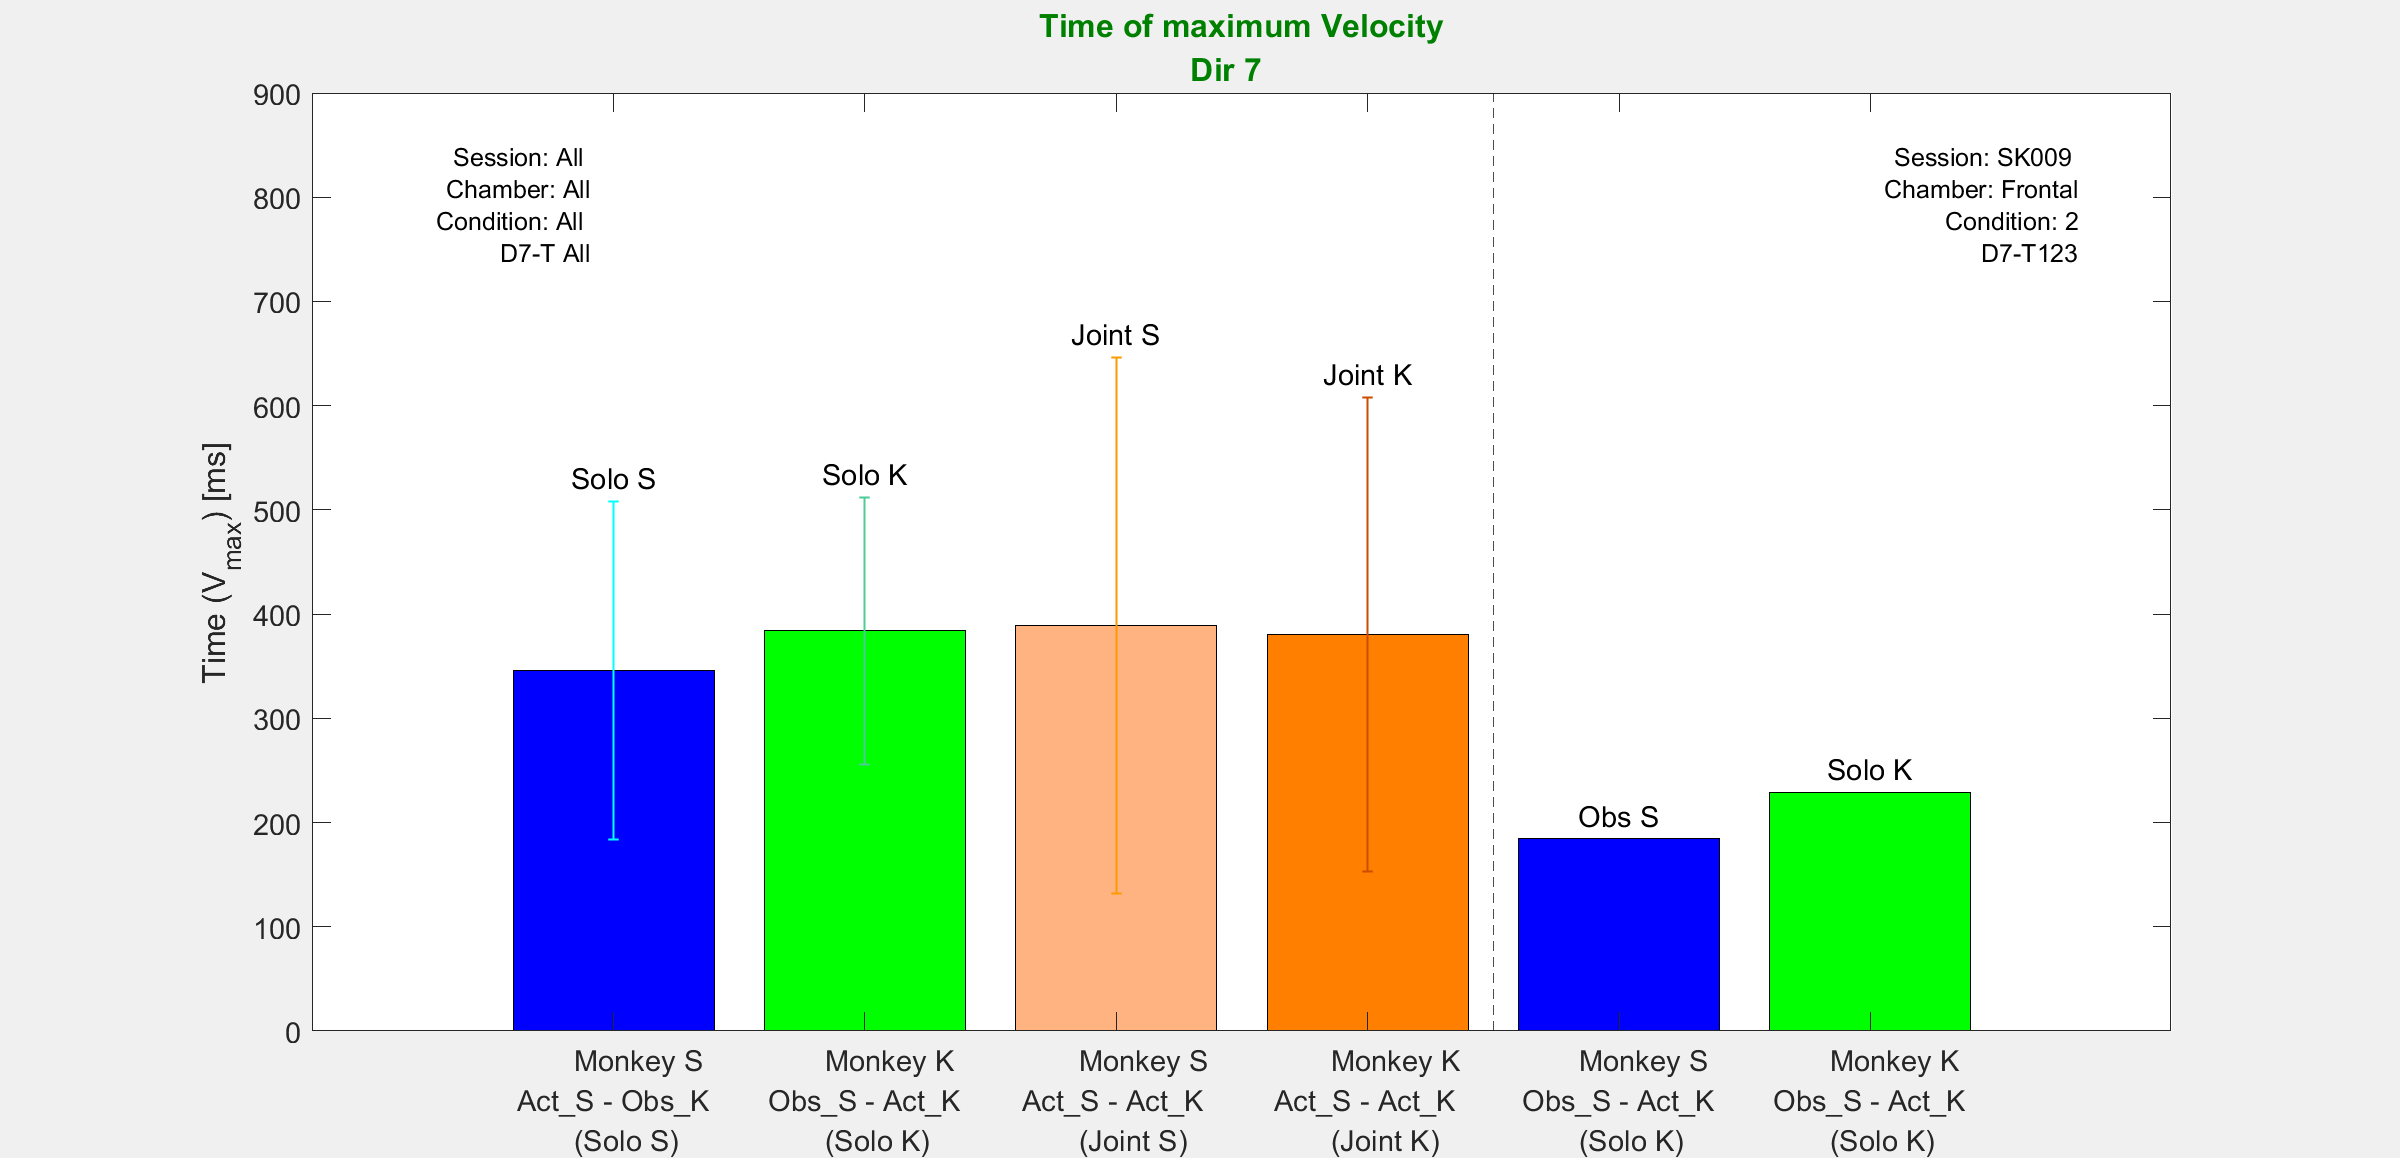 Time of maximum Velocity
Dir 7
900
800
700
600
500
400
300
200
100
0
Time (Vmax) [ms]
Session: All
Chamber: All
Condition: All
D7-T All
Session: SK009
Chamber: Frontal
Condition: 2
D7-T123
Solo S
Solo K
Joint S
Joint K
Obs S
Solo K
Monkey S
Act_S - Obs_K
(Solo S)
Monkey K
Obs_S - Act_K
(Solo K)
Monkey S
Act_S - Act_K
(Joint S)
Monkey K
Act_S - Act_K
(Joint K)
Monkey S
Obs_S - Act_K
(Solo K)
Monkey K
Obs_S - Act_K
(Solo K)